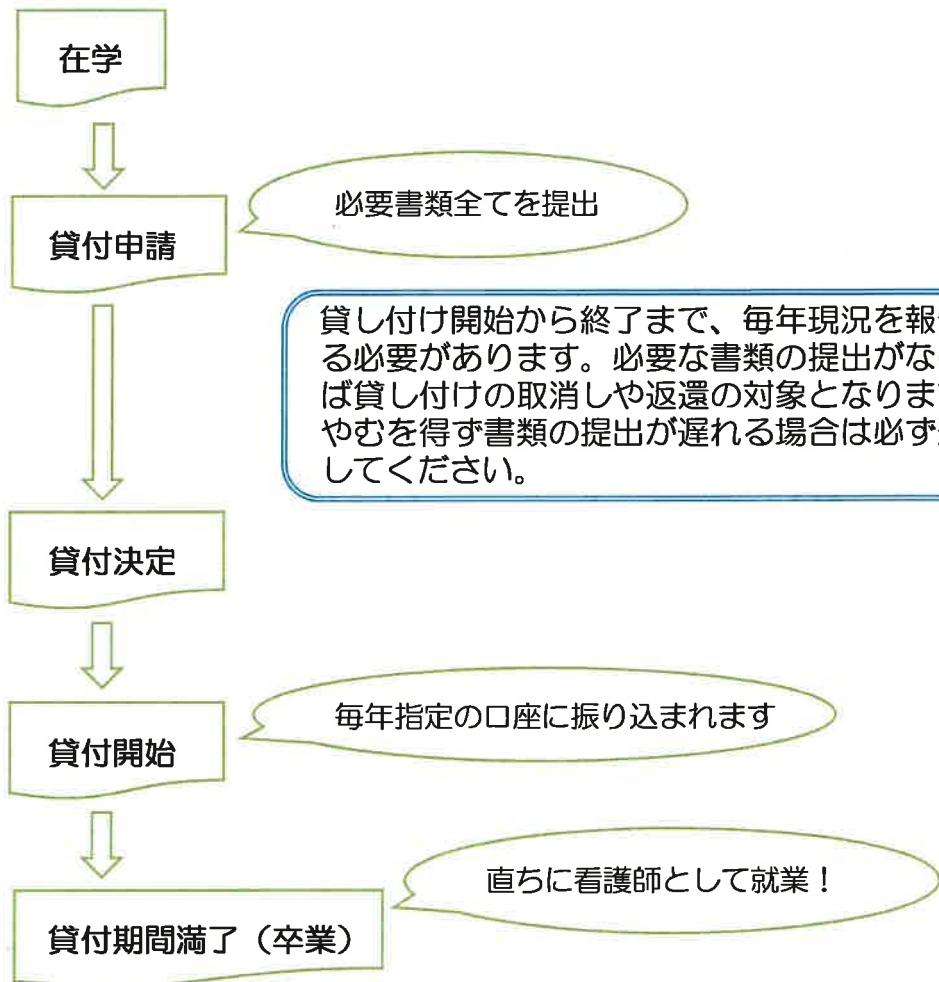 在学
貸付申請
必要書類全てを提出
貸し付け開始から終了まで、毎年現況を報
る必要があります。必要な書類の提出がな
ば貸し付けの取消しや返還の対象となりま
やむを得ず書類の提出が遅れる場合は必ず
してください。
貸付決定
貸付開始
毎年指定の口座に振り込まれます
直ちに看護師として就業！
貸付期間満了（卒業）